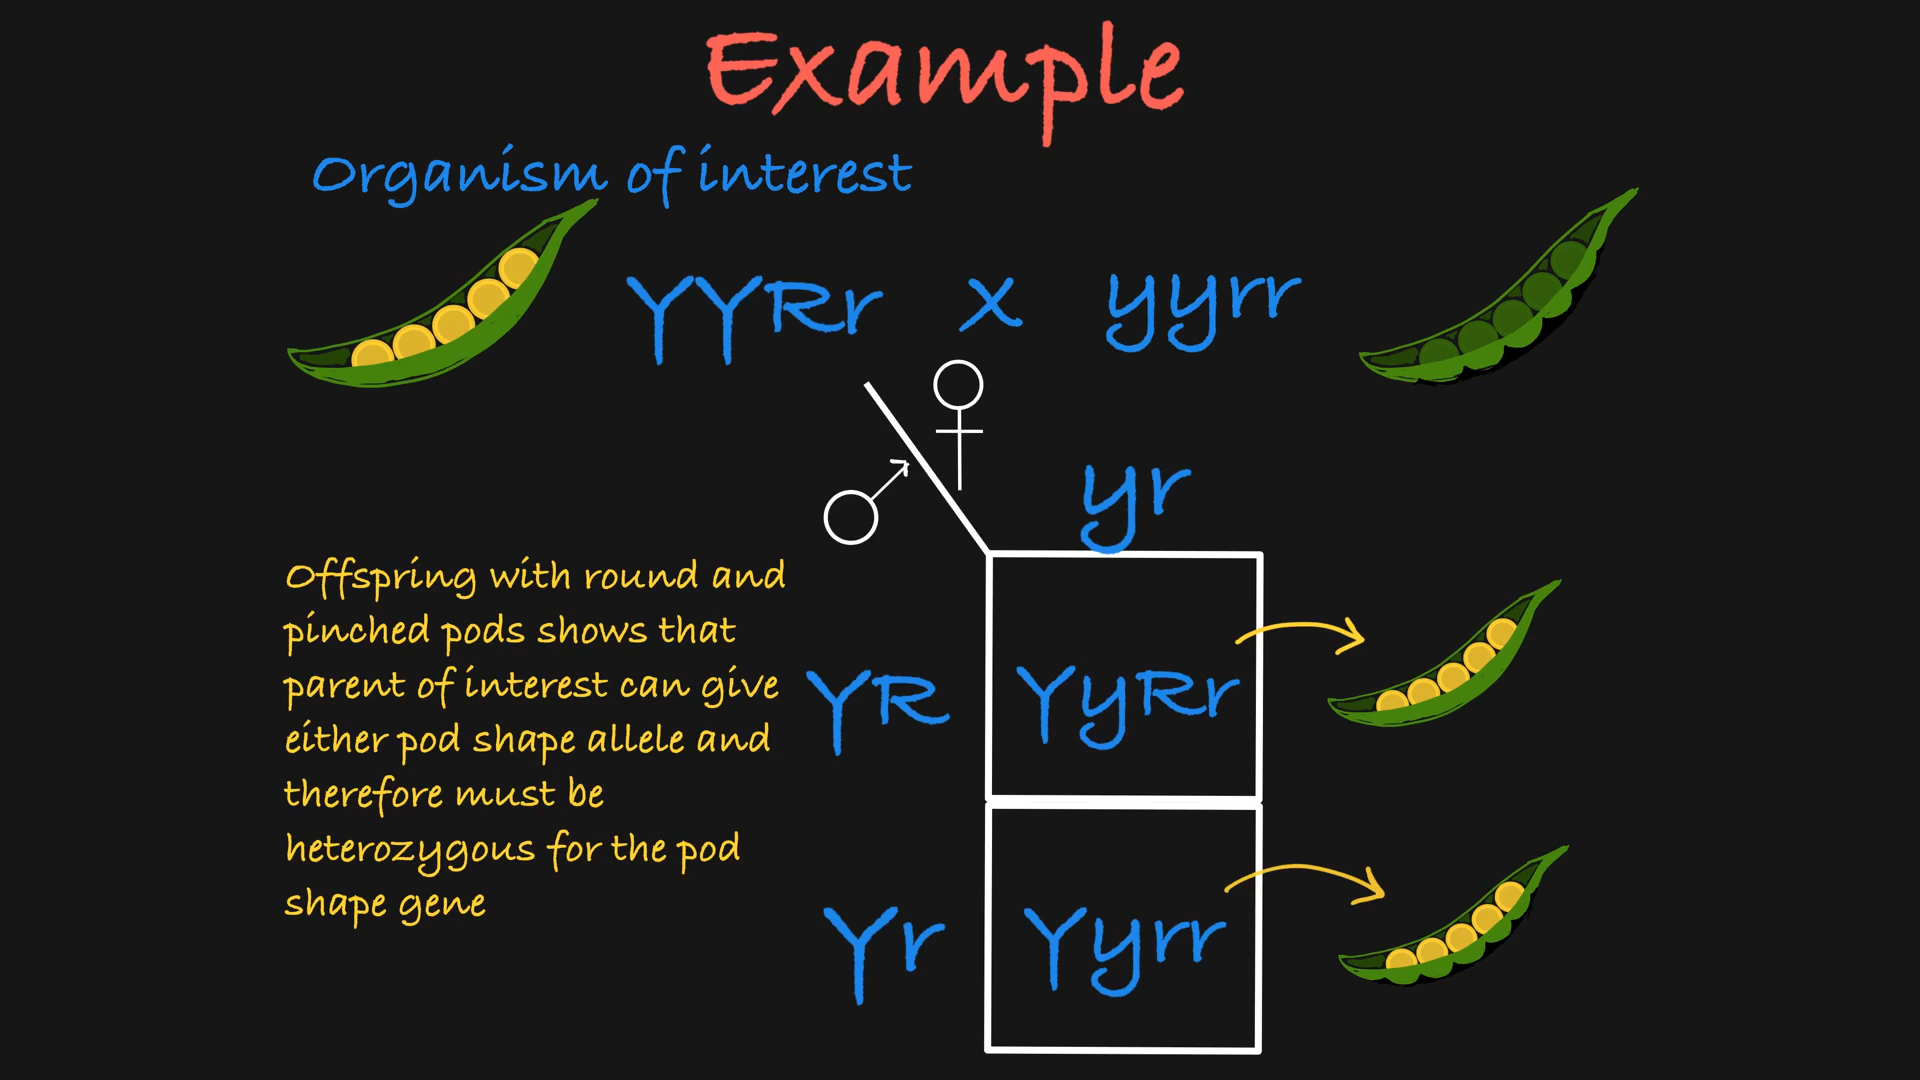 Example
Organism of interest
YYRr x yyrr
yr
Offspring with round and
pinched pods shows that
parent of interest can give
either pod shape allele and
therefore must be
heterozygous for the pod
shape gene
YR YyRr
Yr Yyrr